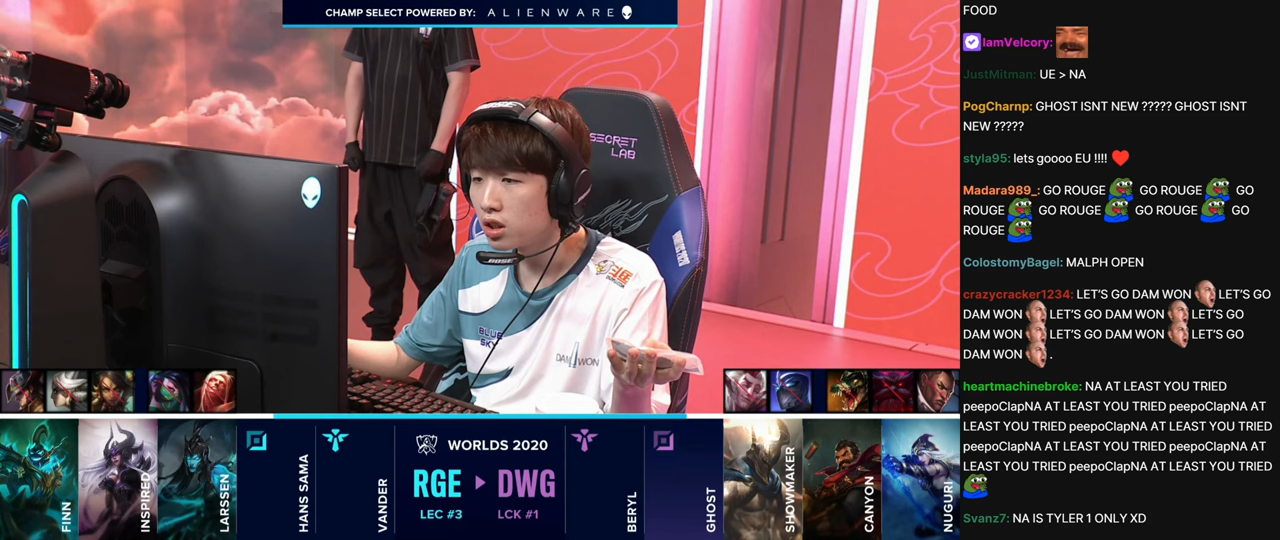 CHAMP SELECT POWERED BY: ALIENWARE
SECRET
LAB
BOSE
BLUE
SKY
DAMWON
WORLDS 2020
RGE ▸ DWG
LEC #3
LCK #1
FINN
INSPIRED
LARSSEN
HANS SAMA
VANDER
BERYL
GHOST
SHOWMAKER
CANYON
NUGURI
FOOD
IamVelcory:
JustMitman: UE > NA
PogCharnp: GHOST ISNT NEW ????? GHOST ISNT
NEW ?????
styla95: lets goooo EU !!!! ❤️
Madara989_: GO ROUGE GO ROUGE GO
ROUGE GO ROUGE GO ROUGE GO
ROUGE
ColostomyBagel: MALPH OPEN
crazycracker1234: LET'S GO DAM WON LET'S GO
DAM WON LET'S GO DAM WON LET'S GO
DAM WON LET'S GO DAM WON LET'S GO
DAM WON .
heartmachinebroke: NA AT LEAST YOU TRIED
peepoClapNA AT LEAST YOU TRIED peepoClapNA AT
LEAST YOU TRIED peepoClapNA AT LEAST YOU TRIED
peepoClapNA AT LEAST YOU TRIED peepoClapNA AT
LEAST YOU TRIED peepoClapNA AT LEAST YOU TRIED
Svanz7: NA IS TYLER 1 ONLY XD